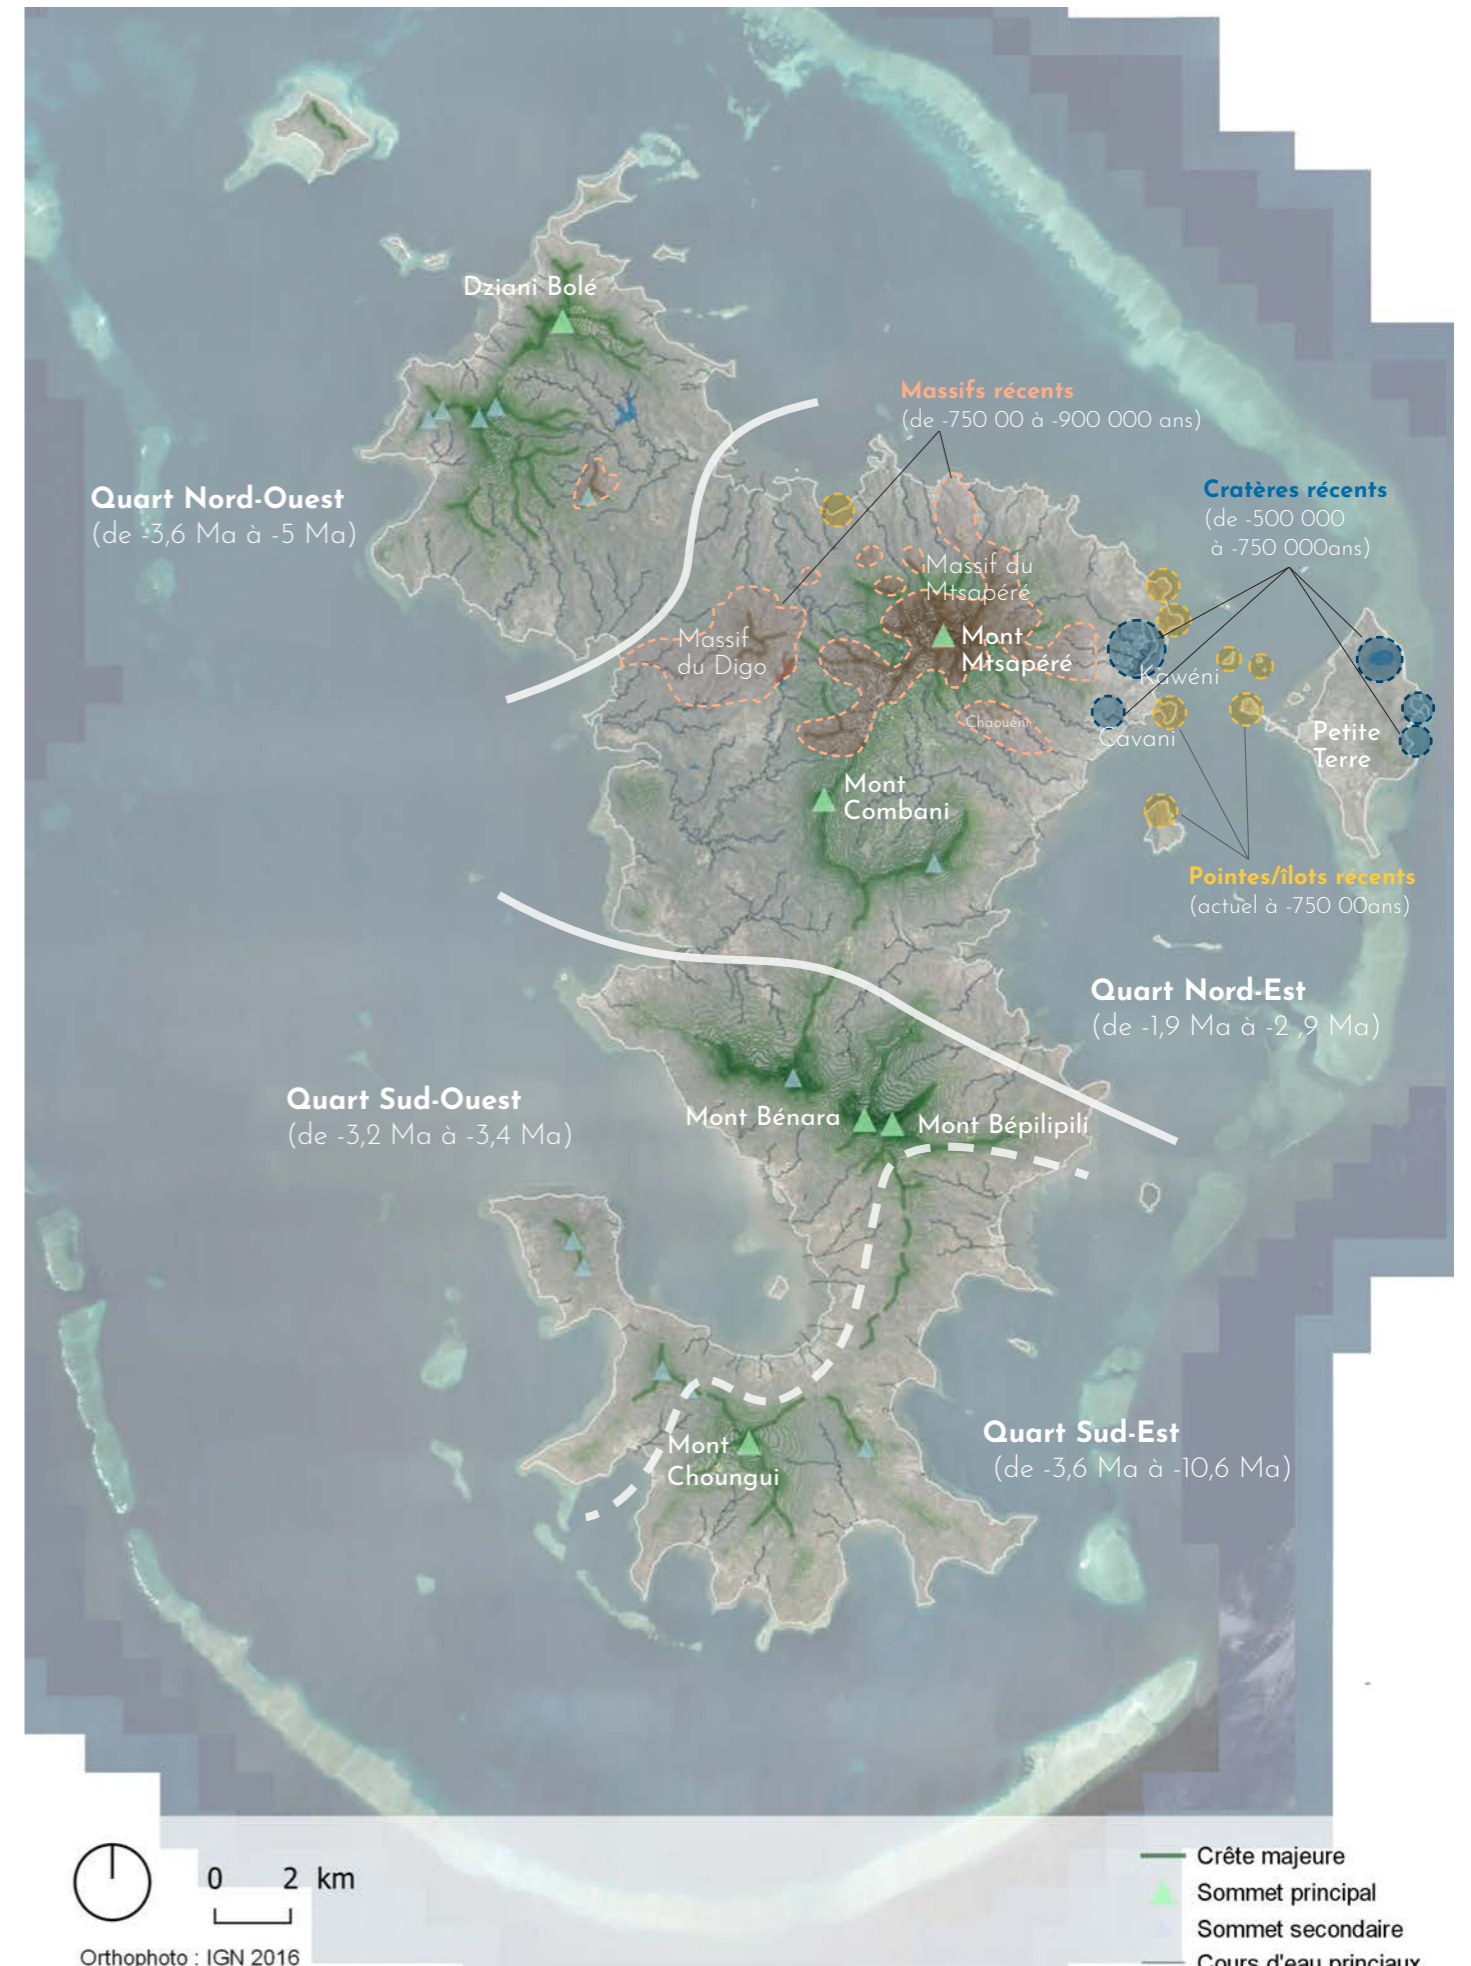 Dziani Bolé
Massifs récents
(de -750 00 à -900 000 ans)
Quart Nord-Ouest
(de -3,6 Ma à -5 Ma)
Cratères récents
(de -500 000
à -750 000ans)
Massif du
Mtsapéré
Massif
du Digo
Mont
Mtsapéré
Kawéni
Chaouéni
Cavani
Petite
Terre
Mont
Combani
Pointes/îlots récents
(actuel à -750 00ans)
Quart Nord-Est
(de -1,9 Ma à -2 ,9 Ma)
Quart Sud-Ouest
(de -3,2 Ma à -3,4 Ma)
Mont Bénara
Mont Bépilipili
Quart Sud-Est
(de -3,6 Ma à -10,6 Ma)
Mont
Choungui
0 2 km
Orthophoto : IGN 2016
Crête majeure
Sommet principal
Sommet secondaire
Cours d'eau princiaux